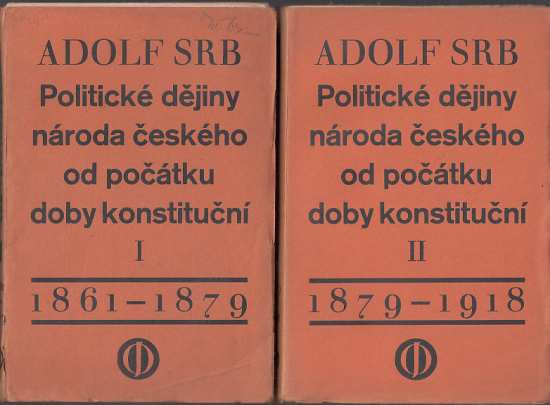 ADOLF SRB
Politické dějiny
národa českého
od počátku
doby konstituční
I
1861–1879
ADOLF SRB
Politické dějiny
národa českého
od počátku
doby konstituční
II
1879–1918